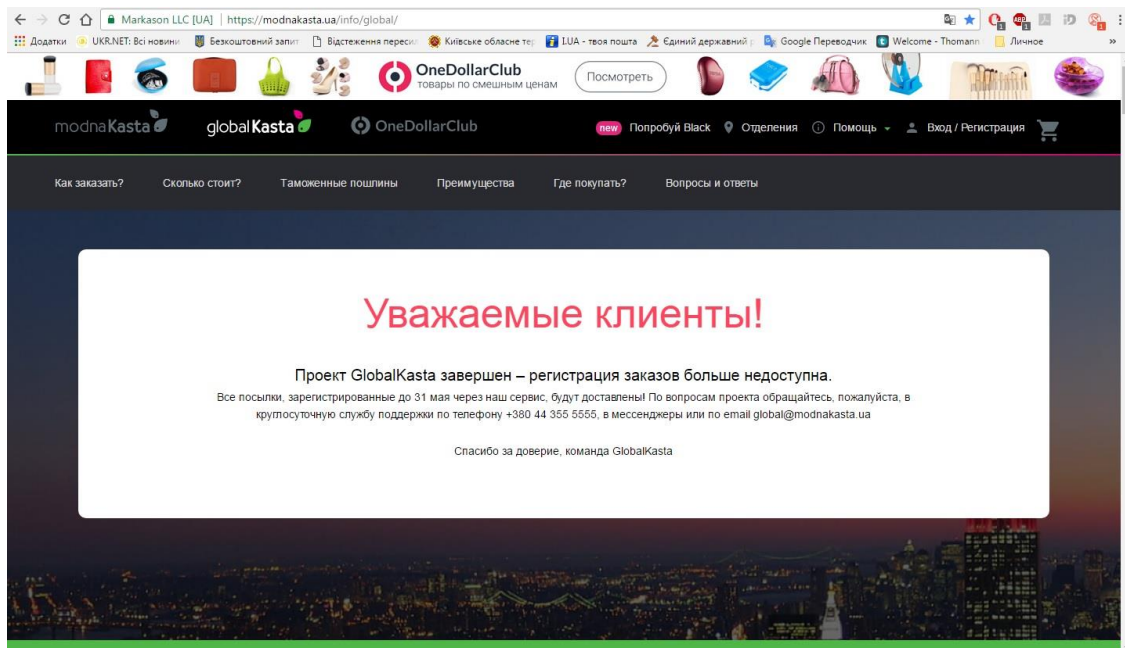 Markason LLC [UA] | https://modnakasta.ua/info/global/
Додатки UKR.NET: Всі новини Безкоштовний запит Відстеження переси Київське обласне тер I.UA - твоя пошта Єдиний державний р Google Переводчик Welcome - Thomann Личное »
OneDollarClub
товары по смешным ценам
Посмотреть
modnaKasta globalKasta OneDollarClub new Попробуй Black Отделения Помощь Вход / Регистрация
Как заказать? Сколько стоит? Таможенные пошлины Преимущества Где покупать? Вопросы и ответы
Уважаемые клиенты!
Проект GlobalKasta завершен – регистрация заказов больше недоступна.
Все посылки, зарегистрированные до 31 мая через наш сервис, будут доставлены! По вопросам проекта обращайтесь, пожалуйста, в
круглосуточную службу поддержки по телефону +380 44 355 5555, в мессенджеры или по email global@modnakasta.ua
Спасибо за доверие, команда GlobalKasta